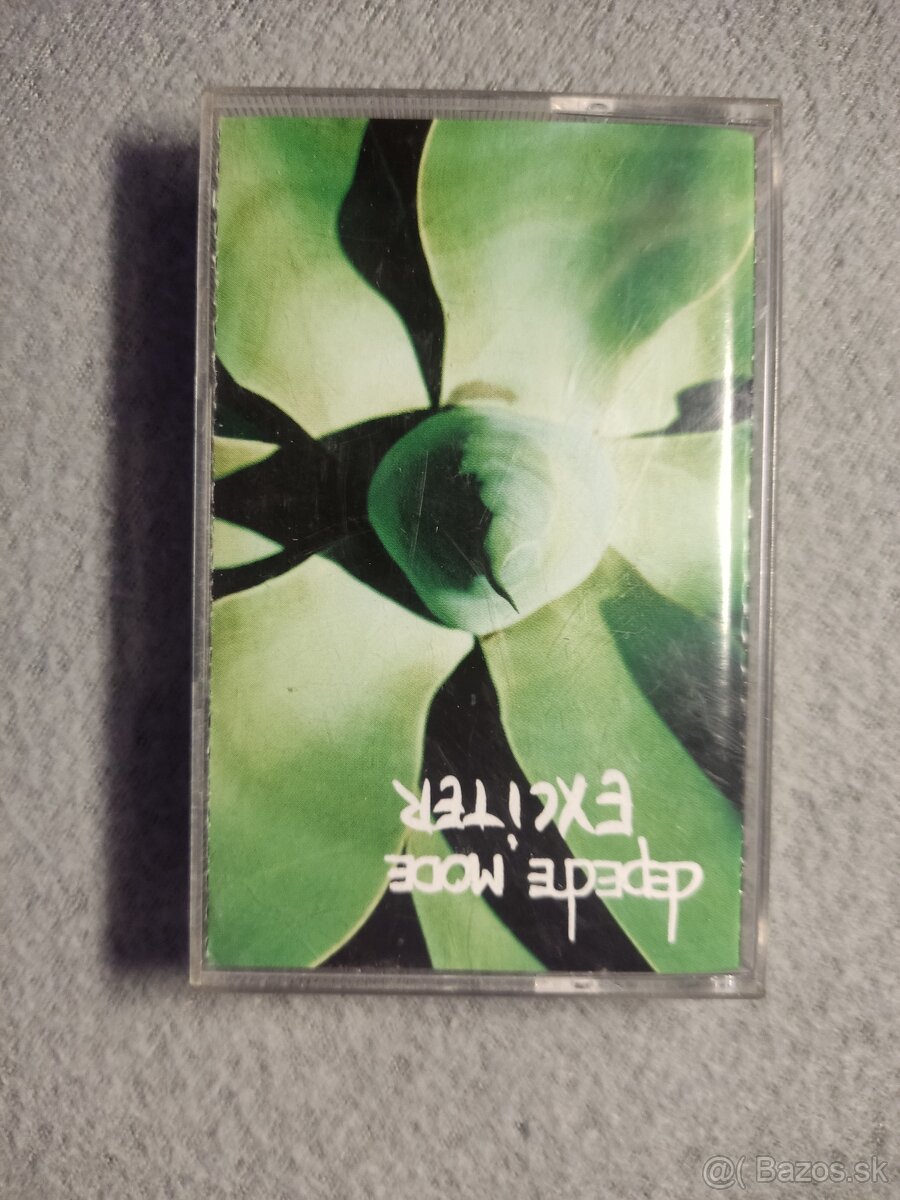 depeche MODE
EXCITER
@( Bazos.sk